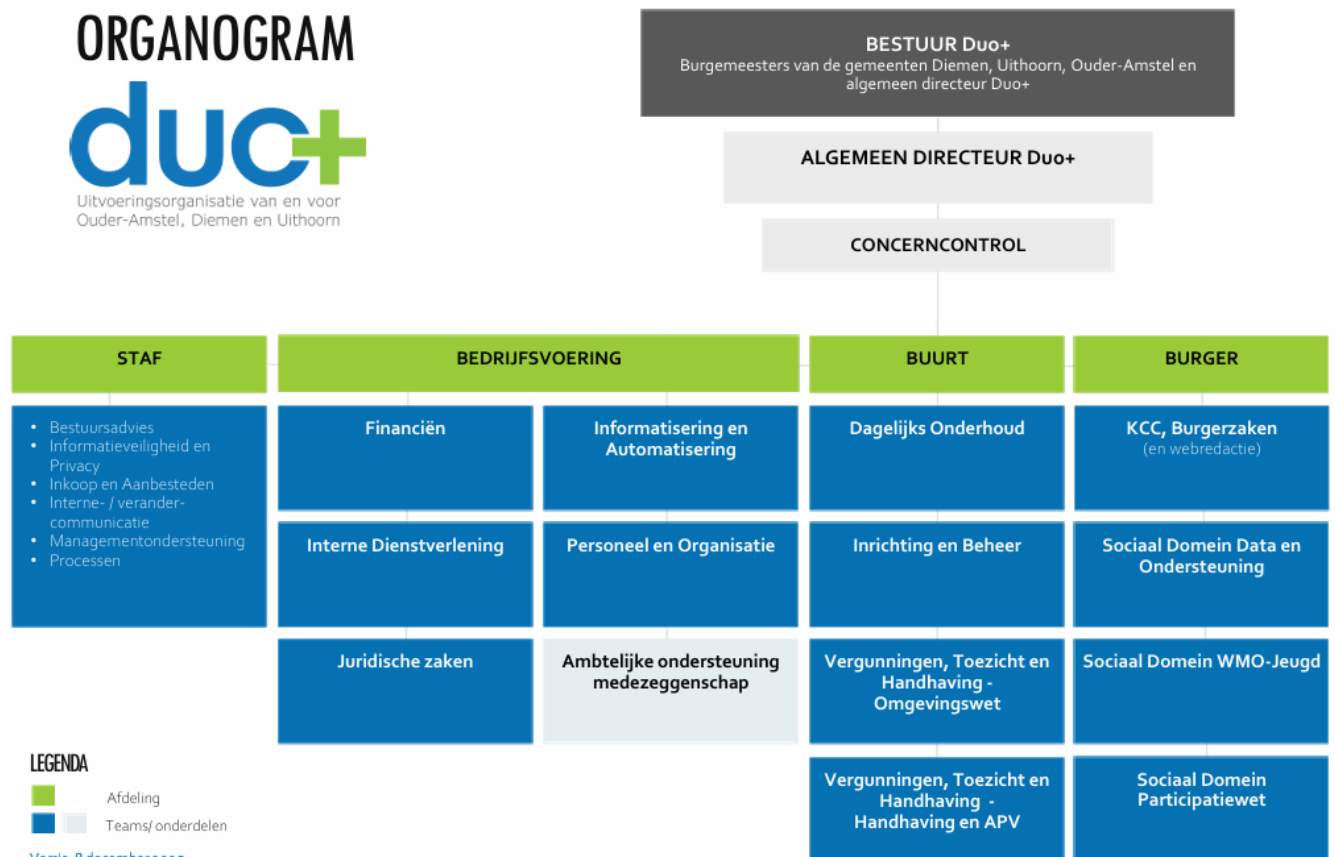 ORGANOGRAM
duo+
Uitvoeringsorganisatie van en voor
Ouder-Amstel, Diemen en Uithoorn
BESTUUR Duo+
Burgemeesters van de gemeenten Diemen, Uithoorn, Ouder-Amstel en
algemeen directeur Duo+
ALGEMEEN DIRECTEUR Duo+
CONCERNCONTROL
STAF
• Bestuursadvies
• Informatieveiligheid en
Privacy
• Inkoop en Aanbesteden
• Interne- / verander-
communicatie
• Managementondersteuning
• Processen
BEDRIJFSVOERING
Financiën
Informatisering en
Automatisering
Interne Dienstverlening
Personeel en Organisatie
Juridische zaken
Ambtelijke ondersteuning
medezeggenschap
BUURT
Dagelijks Onderhoud
Inrichting en Beheer
Vergunningen, Toezicht en
Handhaving -
Omgevingswet
Vergunningen, Toezicht en
Handhaving -
Handhaving en APV
BURGER
KCC, Burgerzaken
(en webredactie)
Sociaal Domein Data en
Ondersteuning
Sociaal Domein WMO-Jeugd
Sociaal Domein
Participatiewet
LEGENDA
Afdeling
Teams/ onderdelen